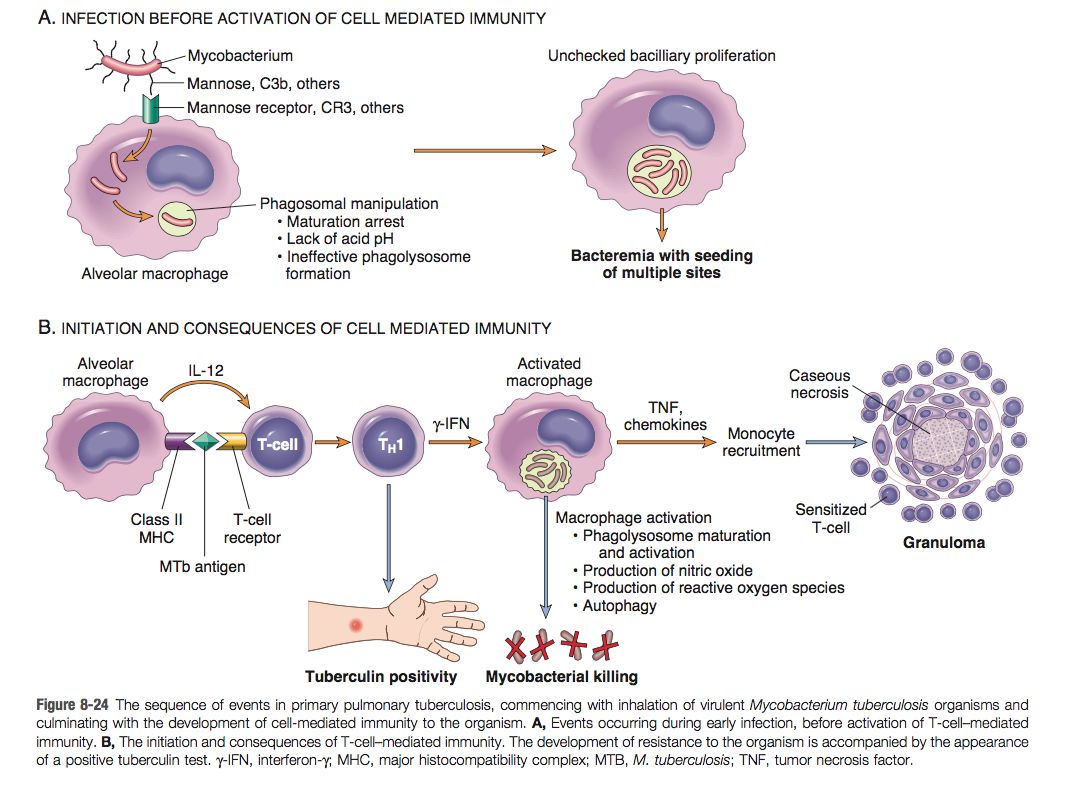 A. INFECTION BEFORE ACTIVATION OF CELL MEDIATED IMMUNITY
Mycobacterium
Mannose, C3b, others
Mannose receptor, CR3, others
Phagosomal manipulation
• Maturation arrest
• Lack of acid pH
• Ineffective phagolysosome
formation
Alveolar macrophage
Unchecked bacilliary proliferation
Bacteremia with seeding
of multiple sites
B. INITIATION AND CONSEQUENCES OF CELL MEDIATED IMMUNITY
Alveolar
macrophage
IL-12
T-cell
Class II
MHC
MTb antigen
T-cell
receptor
TH1
γ-IFN
Activated
macrophage
TNF,
chemokines
Monocyte
recruitment
Caseous
necrosis
Sensitized
T-cell
Granuloma
Macrophage activation
• Phagolysosome maturation
and activation
• Production of nitric oxide
• Production of reactive oxygen species
• Autophagy
Tuberculin positivity
Mycobacterial killing
Figure 8-24 The sequence of events in primary pulmonary tuberculosis, commencing with inhalation of virulent Mycobacterium tuberculosis organisms and
culminating with the development of cell-mediated immunity to the organism. A, Events occurring during early infection, before activation of T-cell–mediated
immunity. B, The initiation and consequences of T-cell–mediated immunity. The development of resistance to the organism is accompanied by the appearance
of a positive tuberculin test. γ-IFN, interferon-γ; MHC, major histocompatibility complex; MTB, M. tuberculosis; TNF, tumor necrosis factor.